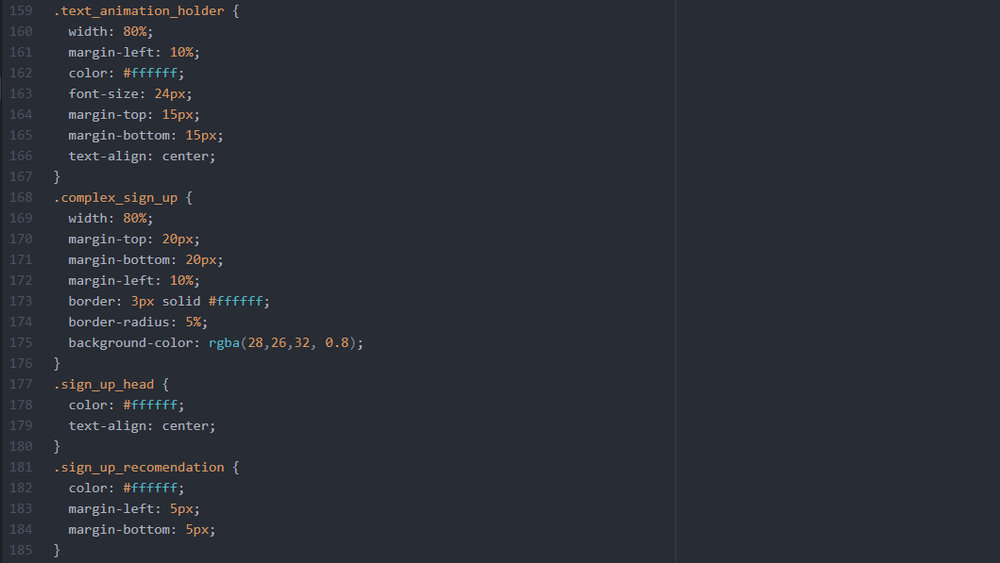 159 .text_animation_holder {
160 width: 80%;
161 margin-left: 10%;
162 color: #ffffff;
163 font-size: 24px;
164 margin-top: 15px;
165 margin-bottom: 15px;
166 text-align: center;
167 }
168 .complex_sign_up {
169 width: 80%;
170 margin-top: 20px;
171 margin-bottom: 20px;
172 margin-left: 10%;
173 border: 3px solid #ffffff;
174 border-radius: 5%;
175 background-color: rgba(28,26,32, 0.8);
176 }
177 .sign_up_head {
178 color: #ffffff;
179 text-align: center;
180 }
181 .sign_up_recomendation {
182 color: #ffffff;
183 margin-left: 5px;
184 margin-bottom: 5px;
185 }